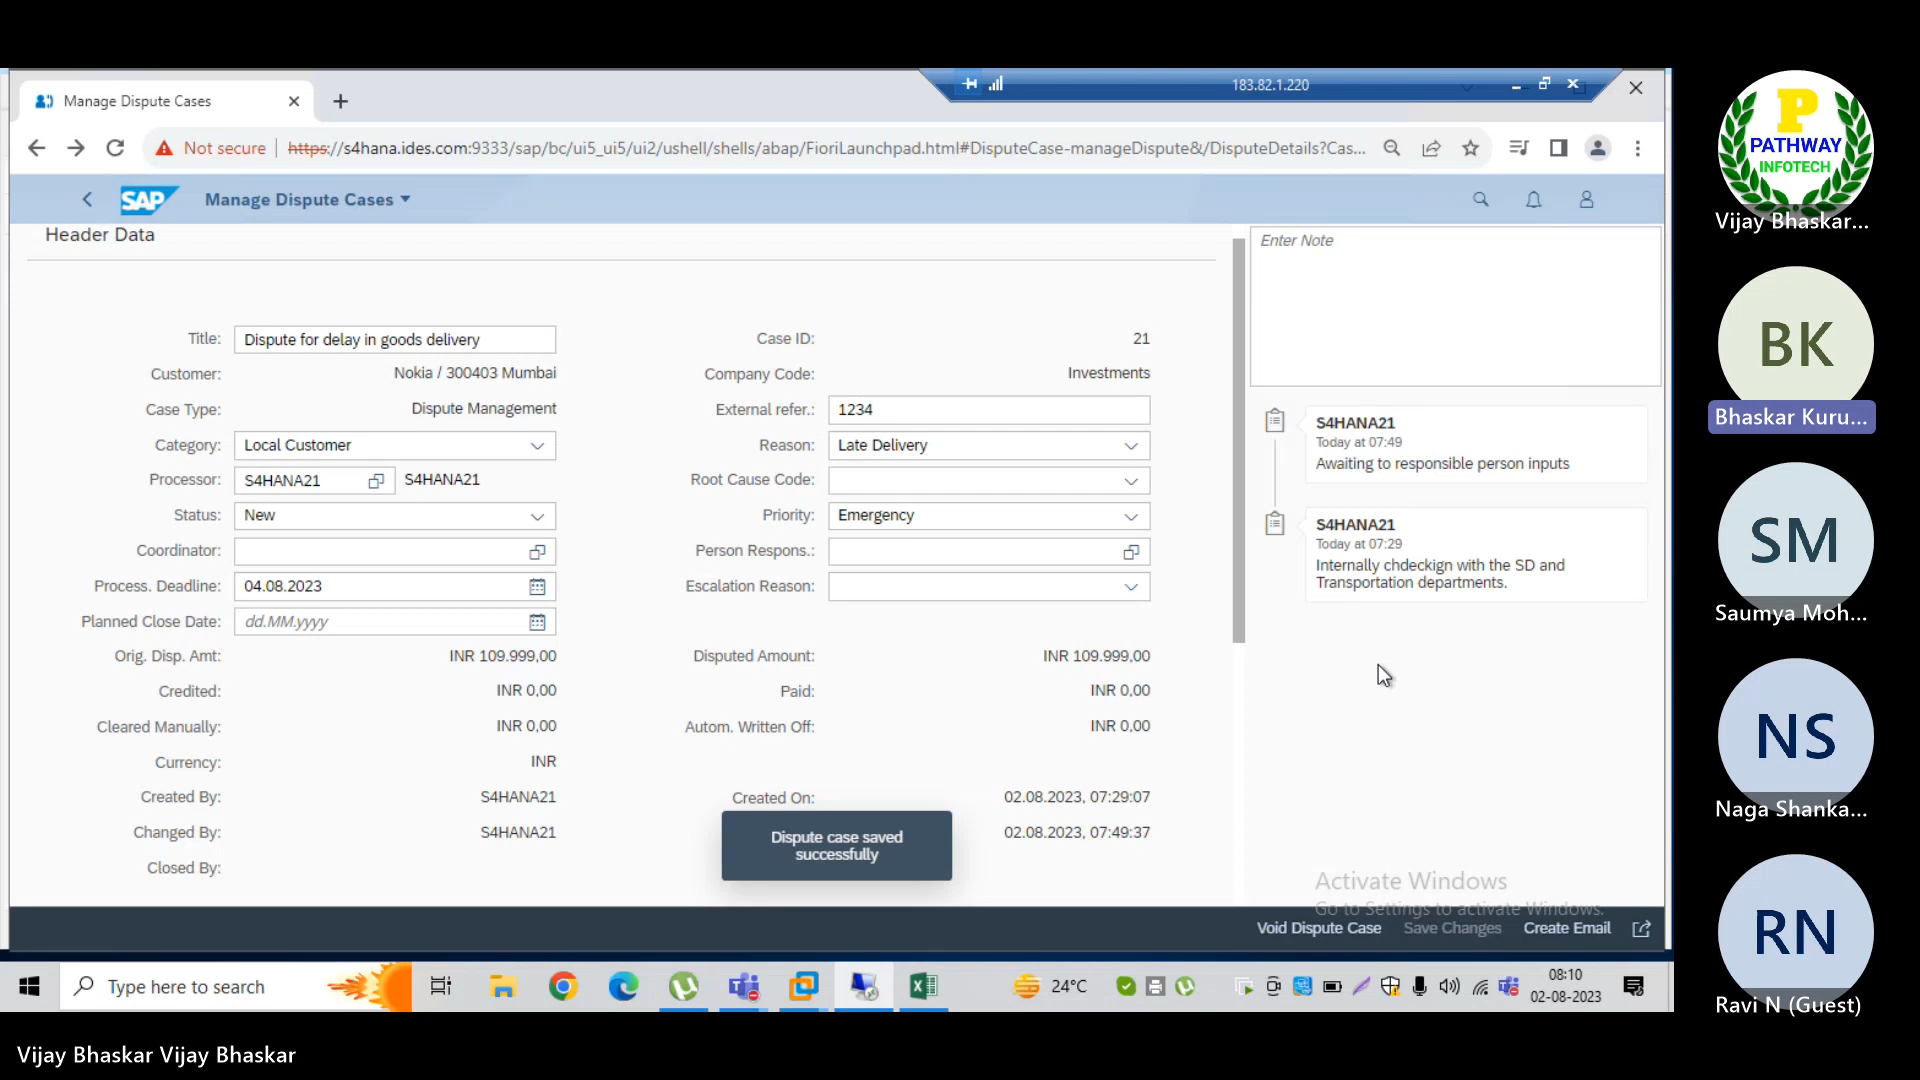 Manage Dispute Cases
183.82.1.220
Not secure
https://s4hana.ides.com:9333/sap/bc/ui5_ui5/ui2/ushell/shells/abap/FioriLaunchpad.html#DisputeCase-manageDispute&/DisputeDetails?Cas...
SAP
Manage Dispute Cases
Header Data
Title: Dispute for delay in goods delivery
Case ID: 21
Customer: Nokia / 300403 Mumbai
Company Code: Investments
Case Type: Dispute Management
External refer.: 1234
Category: Local Customer
Reason: Late Delivery
Processor: S4HANA21 S4HANA21
Root Cause Code:
Status: New
Priority: Emergency
Coordinator:
Person Respons.:
Process. Deadline: 04.08.2023
Escalation Reason:
Planned Close Date: dd.MM.yyyy
Orig. Disp. Amt: INR 109.999,00
Disputed Amount: INR 109.999,00
Credited: INR 0,00
Paid: INR 0,00
Cleared Manually: INR 0,00
Autom. Written Off: INR 0,00
Currency: INR
Created By: S4HANA21
Created On: 02.08.2023, 07:29:07
Changed By: S4HANA21
02.08.2023, 07:49:37
Closed By:
Dispute case saved
successfully
Enter Note
S4HANA21
Today at 07:49
Awaiting to responsible person inputs
S4HANA21
Today at 07:29
Internally chdeckign with the SD and
Transportation departments.
Activate Windows
Go to Settings to activate Windows.
Void Dispute Case
Save Changes
Create Email
Type here to search
24°C
08:10
02-08-2023
P
PATHWAY
INFOTECH
Vijay Bhaskar...
BK
Bhaskar Kuru...
SM
Saumya Moh...
NS
Naga Shanka...
RN
Ravi N (Guest)
Vijay Bhaskar Vijay Bhaskar